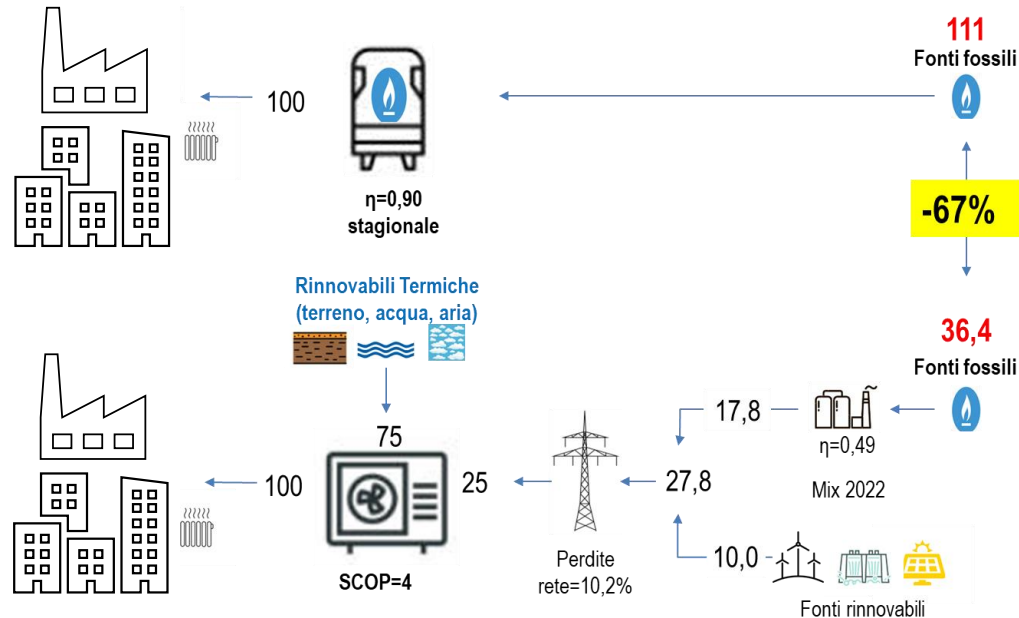 111
Fonti fossili
100
η=0,90
stagionale
-67%
Rinnovabili Termiche
(terreno, acqua, aria)
36,4
Fonti fossili
75
17,8
η=0,49
Mix 2022
100
25
27,8
SCOP=4
Perdite
rete=10,2%
10,0
Fonti rinnovabili